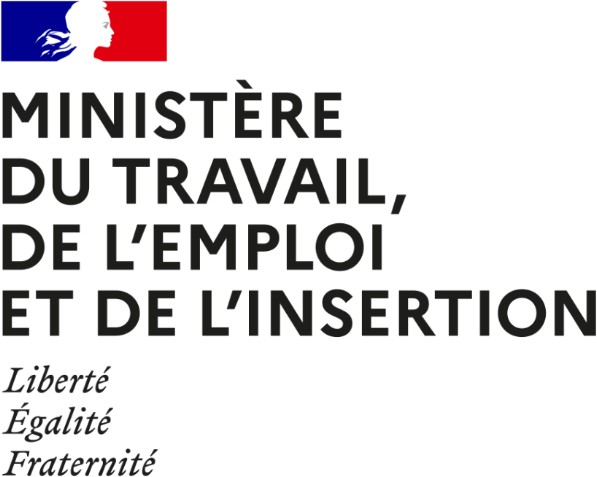 MINISTÈRE
DU TRAVAIL,
DE L’EMPLOI
ET DE L’INSERTION
Liberté
Égalité
Fraternité